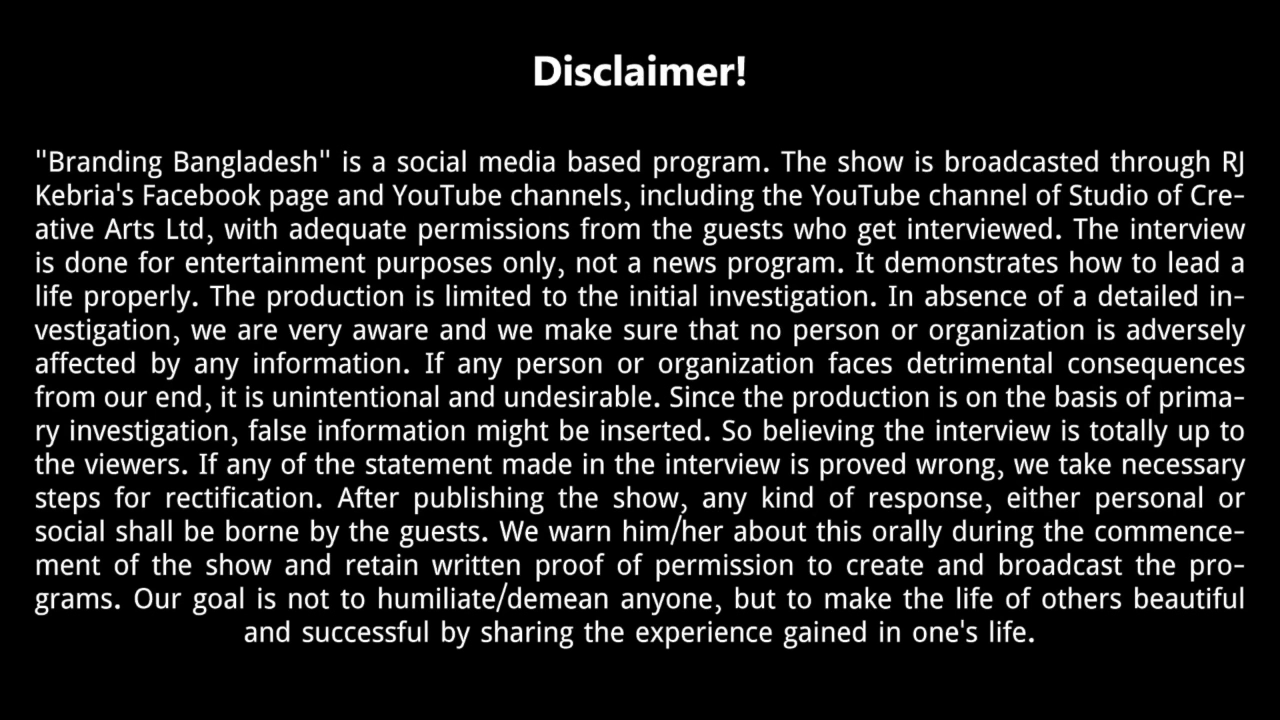 Disclaimer!
"Branding Bangladesh" is a social media based program. The show is broadcasted through RJ
Kebria's Facebook page and YouTube channels, including the YouTube channel of Studio of Cre-
ative Arts Ltd, with adequate permissions from the guests who get interviewed. The interview
is done for entertainment purposes only, not a news program. It demonstrates how to lead a
life properly. The production is limited to the initial investigation. In absence of a detailed in-
vestigation, we are very aware and we make sure that no person or organization is adversely
affected by any information. If any person or organization faces detrimental consequences
from our end, it is unintentional and undesirable. Since the production is on the basis of prima-
ry investigation, false information might be inserted. So believing the interview is totally up to
the viewers. If any of the statement made in the interview is proved wrong, we take necessary
steps for rectification. After publishing the show, any kind of response, either personal or
social shall be borne by the guests. We warn him/her about this orally during the commence-
ment of the show and retain written proof of permission to create and broadcast the pro-
grams. Our goal is not to humiliate/demean anyone, but to make the life of others beautiful
and successful by sharing the experience gained in one's life.